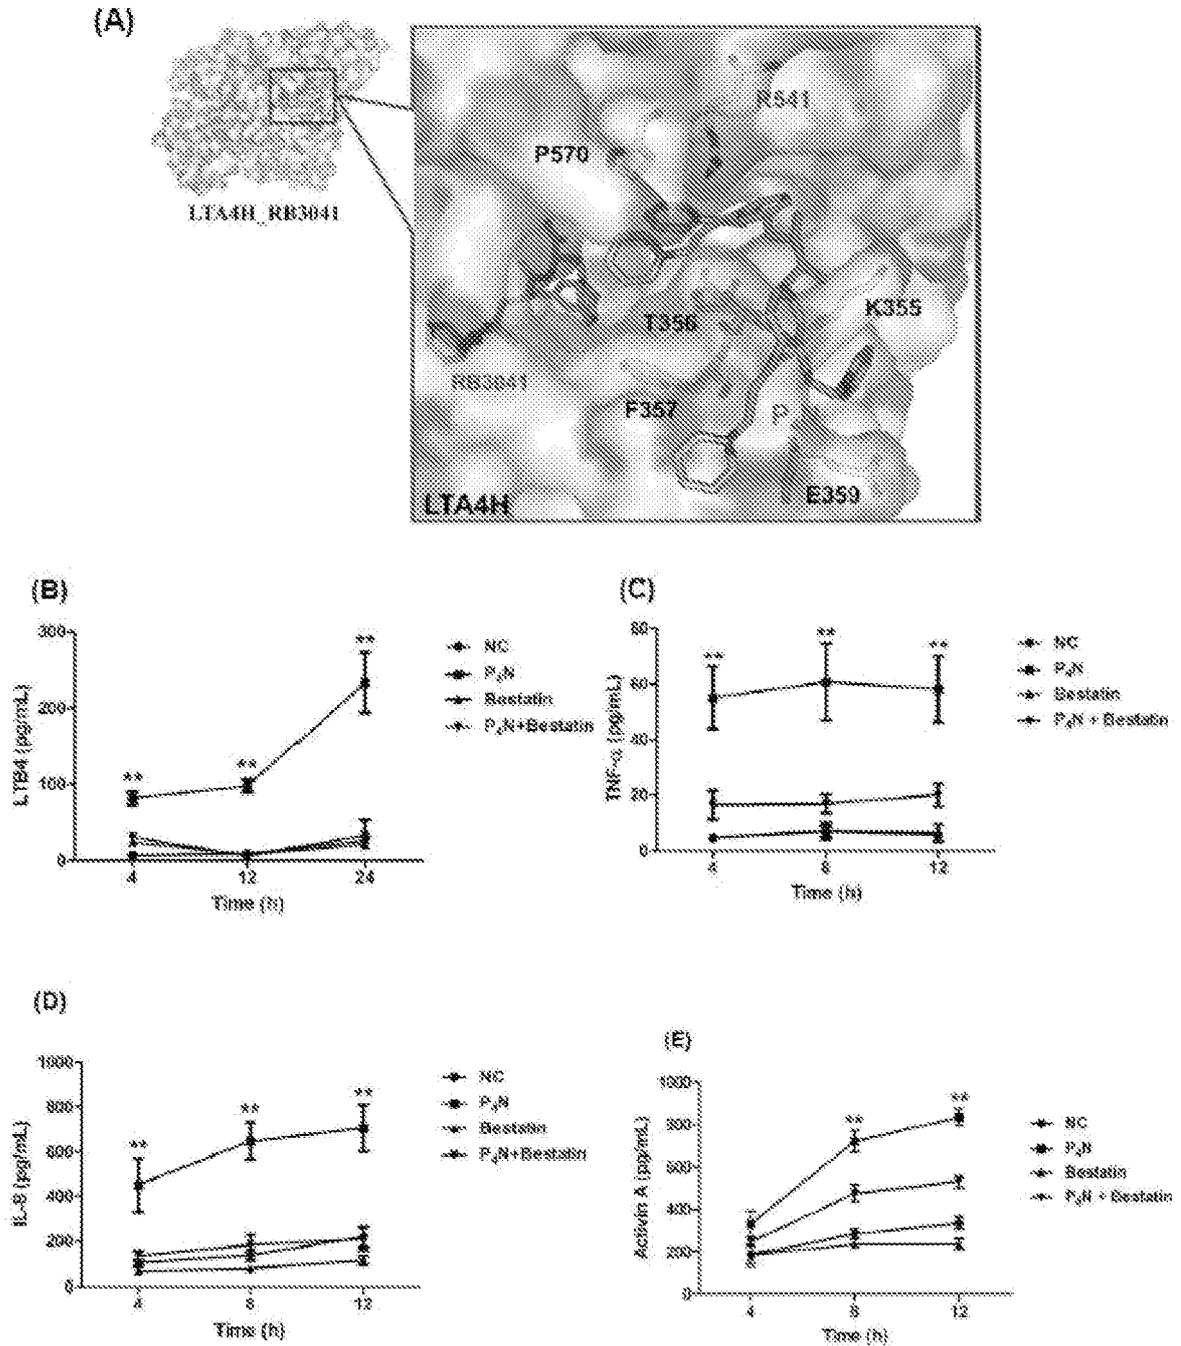 (A)
R541
P570
LTA4H_RB3041
K355
T356
RB3041
F357
P
E359
LTA4H
(B)
300
200
100
0
LTB4 (pg/mL)
4
12
24
Time (h)
**
**
**
NC
P4N
Bestatin
P4N+Bestatin
(C)
80
60
40
20
0
TNF-α (pg/mL)
4
8
12
Time (h)
**
**
**
NC
P4N
Bestatin
P4N + Bestatin
(D)
1000
800
600
400
200
0
IL-8 (pg/mL)
4
8
12
Time (h)
**
**
**
NC
P4N
Bestatin
P4N+Bestatin
(E)
1000
800
600
400
200
0
Activin A (pg/mL)
4
8
12
Time (h)
**
**
NC
P4N
Bestatin
P4N + Bestatin